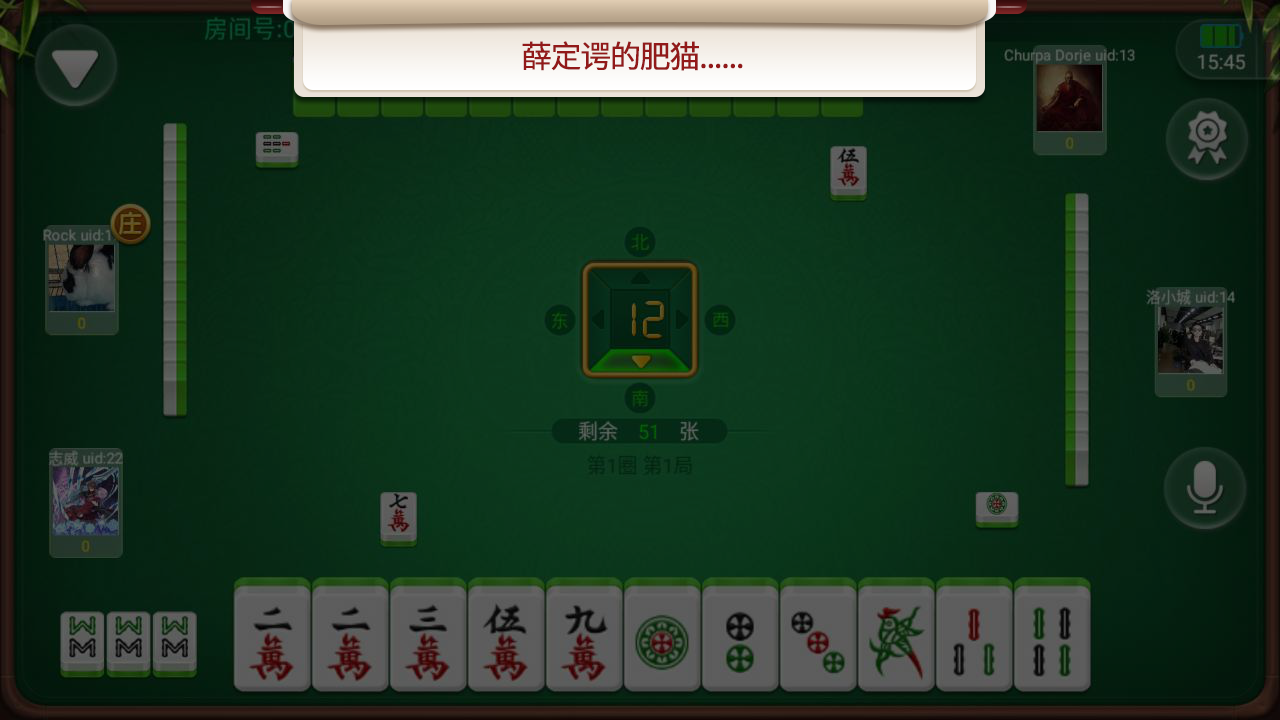 房间号:0
薛定谔的肥猫......
Churpa Dorje uid:13
0
15:45
伍萬
庄
Rock uid:1
0
北
东
12
西
南
洛小城 uid:14
0
剩余 51 张
第1圈 第1局
志威 uid:22
0
七萬
二萬 二萬 三萬 伍萬 九萬